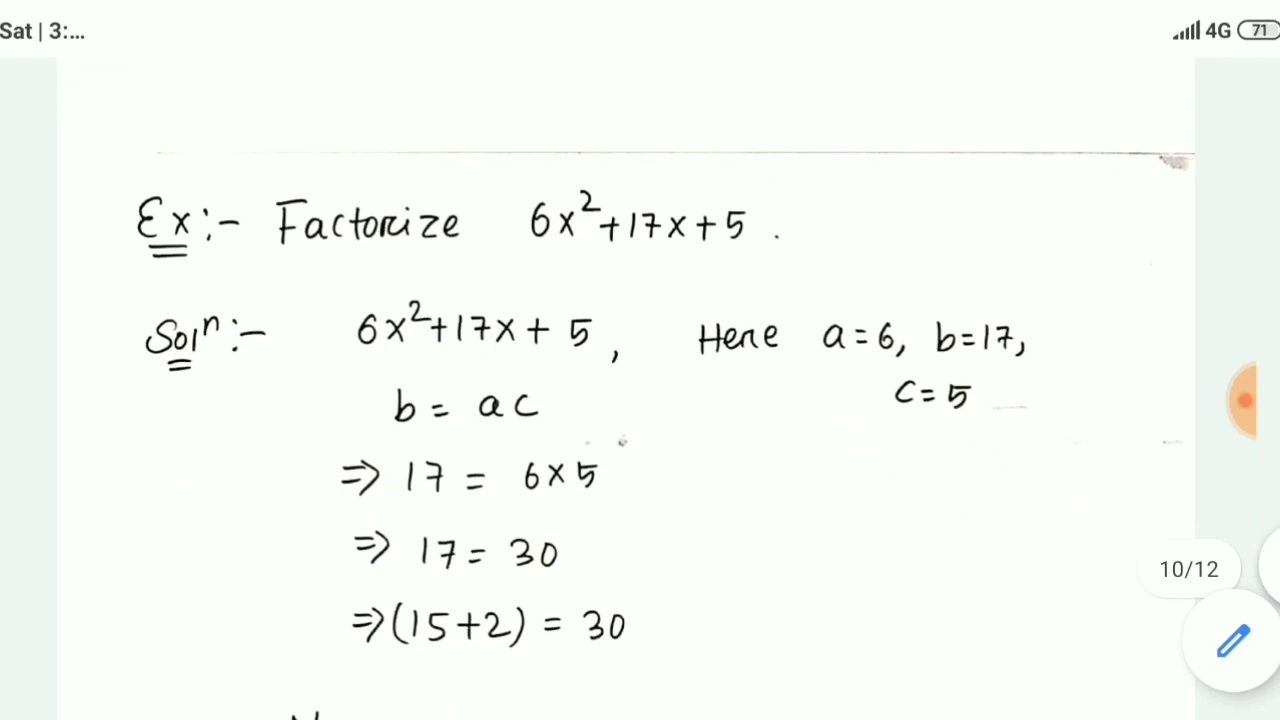 Sat | 3:...
4G 71
Ex:- Factorize 6x²+17x+5 .
Solⁿ:- 6x²+17x+5 , Here a=6, b=17,
c=5
b = ac
⇒ 17 = 6×5
⇒ 17 = 30
⇒(15+2) = 30
10/12